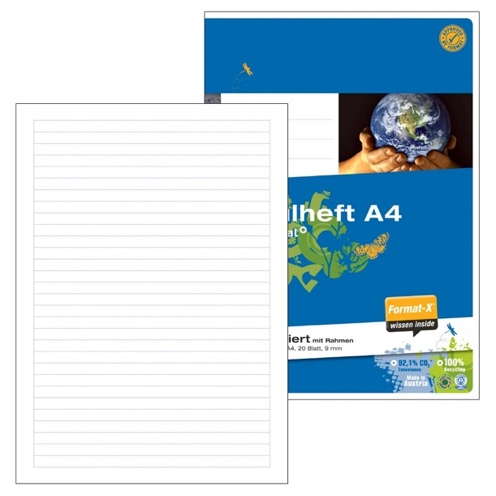 lheft A4
at°
Format-X
wissen inside
iert mit Rahmen
A4, 20 Blatt, 9 mm
92,1% CO₂
100%
Recycling
Made in
Austria